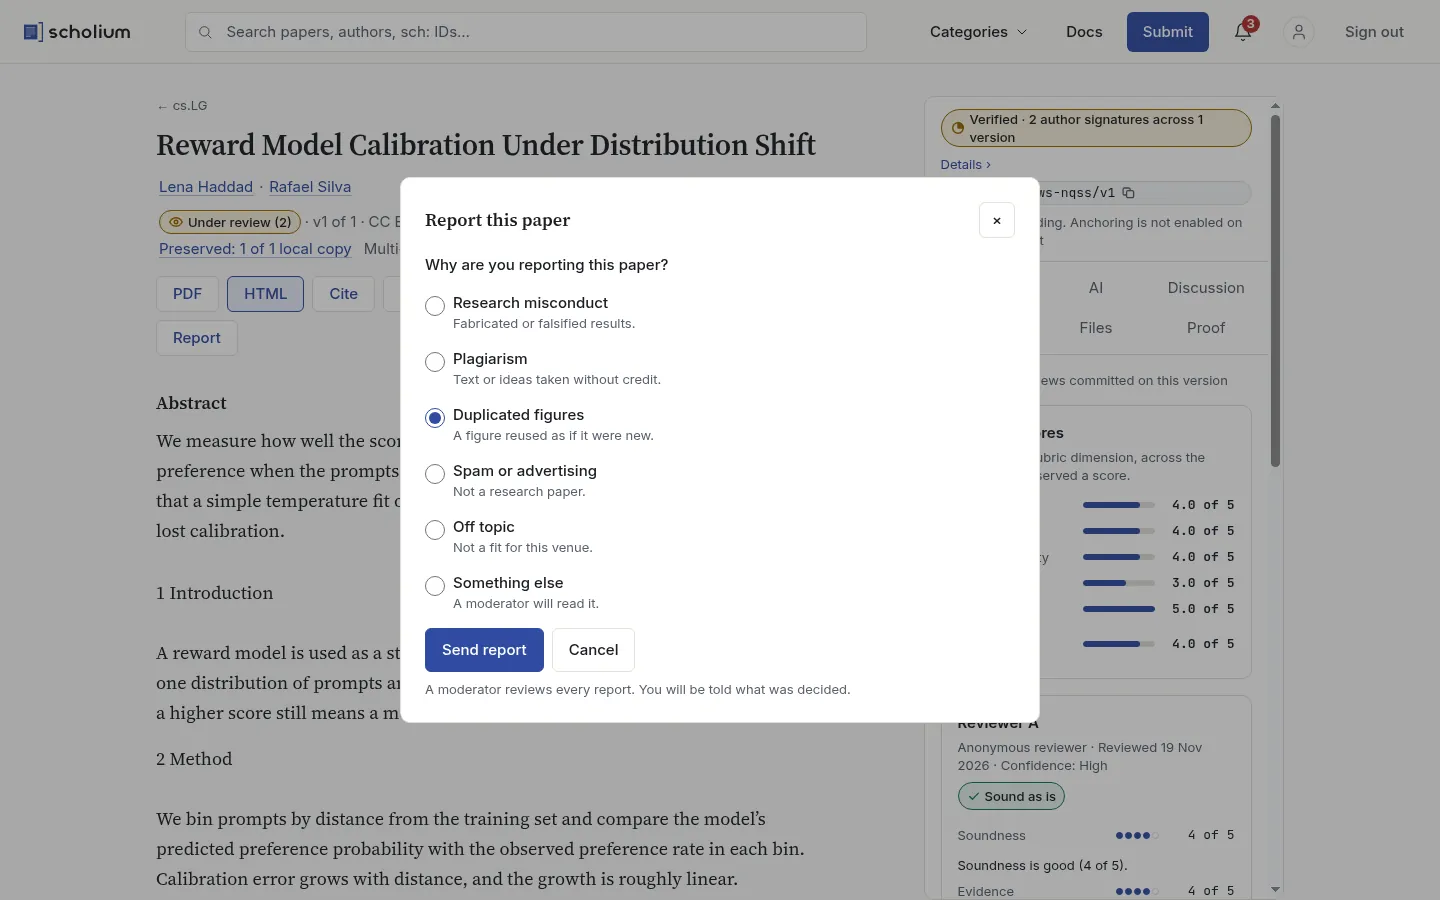 scholium
Search papers, authors, sch: IDs...
Categories
Docs
Submit
3
Sign out
← cs.LG
Reward Model Calibration Under Distribution Shift
Lena Haddad · Rafael Silva
Under review (2) · v1 of 1 · CC
Preserved: 1 of 1 local copy Multi-
PDF
HTML
Cite
Report
Abstract
We measure how well the
preference when the prompts
that a simple temperature fit
lost calibration.
1 Introduction
A reward model is used as a
one distribution of prompts
a higher score still means a
2 Method
We bin prompts by distance from the training set and compare the model's
predicted preference probability with the observed preference rate in each bin.
Calibration error grows with distance, and the growth is roughly linear.
Report this paper
×
Why are you reporting this paper?
Research misconduct
Fabricated or falsified results.
Plagiarism
Text or ideas taken without credit.
Duplicated figures
A figure reused as if it were new.
Spam or advertising
Not a research paper.
Off topic
Not a fit for this venue.
Something else
A moderator will read it.
Send report
Cancel
A moderator reviews every report. You will be told what was decided.
Verified · 2 author signatures across 1
version
Details ›
ws-nqss/v1
ding. Anchoring is not enabled on
AI
Discussion
Files
Proof
ews committed on this version
res
ubric dimension, across the
served a score.
4.0 of 5
4.0 of 5
ty 4.0 of 5
3.0 of 5
5.0 of 5
4.0 of 5
Reviewer A
Anonymous reviewer · Reviewed 19 Nov
2026 · Confidence: High
Sound as is
Soundness 4 of 5
Soundness is good (4 of 5).
Evidence 4 of 5